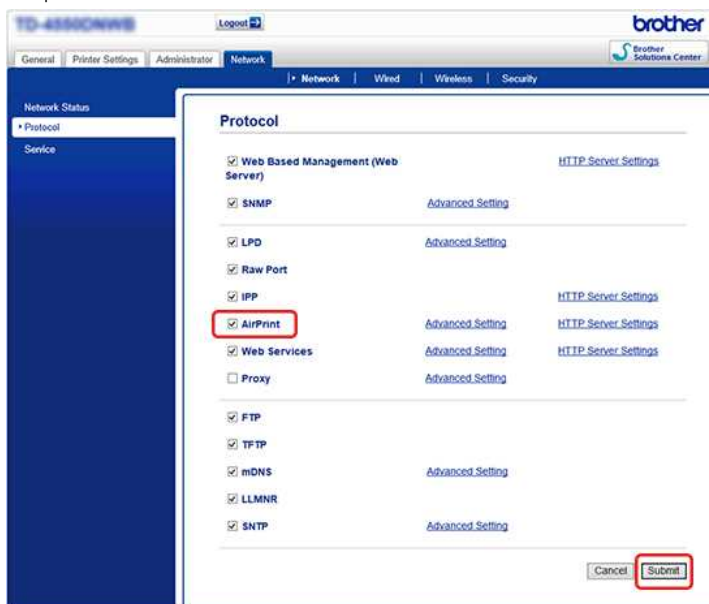 TD-4550DNWB
Logout
brother
General Printer Settings Administrator Network
Brother Solutions Center
Network | Wired | Wireless | Security
Network Status
Protocol
Service
Protocol
Web Based Management (Web Server) HTTP Server Settings
SNMP Advanced Setting
LPD Advanced Setting
Raw Port
IPP HTTP Server Settings
AirPrint Advanced Setting HTTP Server Settings
Web Services Advanced Setting HTTP Server Settings
Proxy Advanced Setting
FTP
TFTP
mDNS Advanced Setting
LLMNR
SNTP Advanced Setting
Cancel Submit